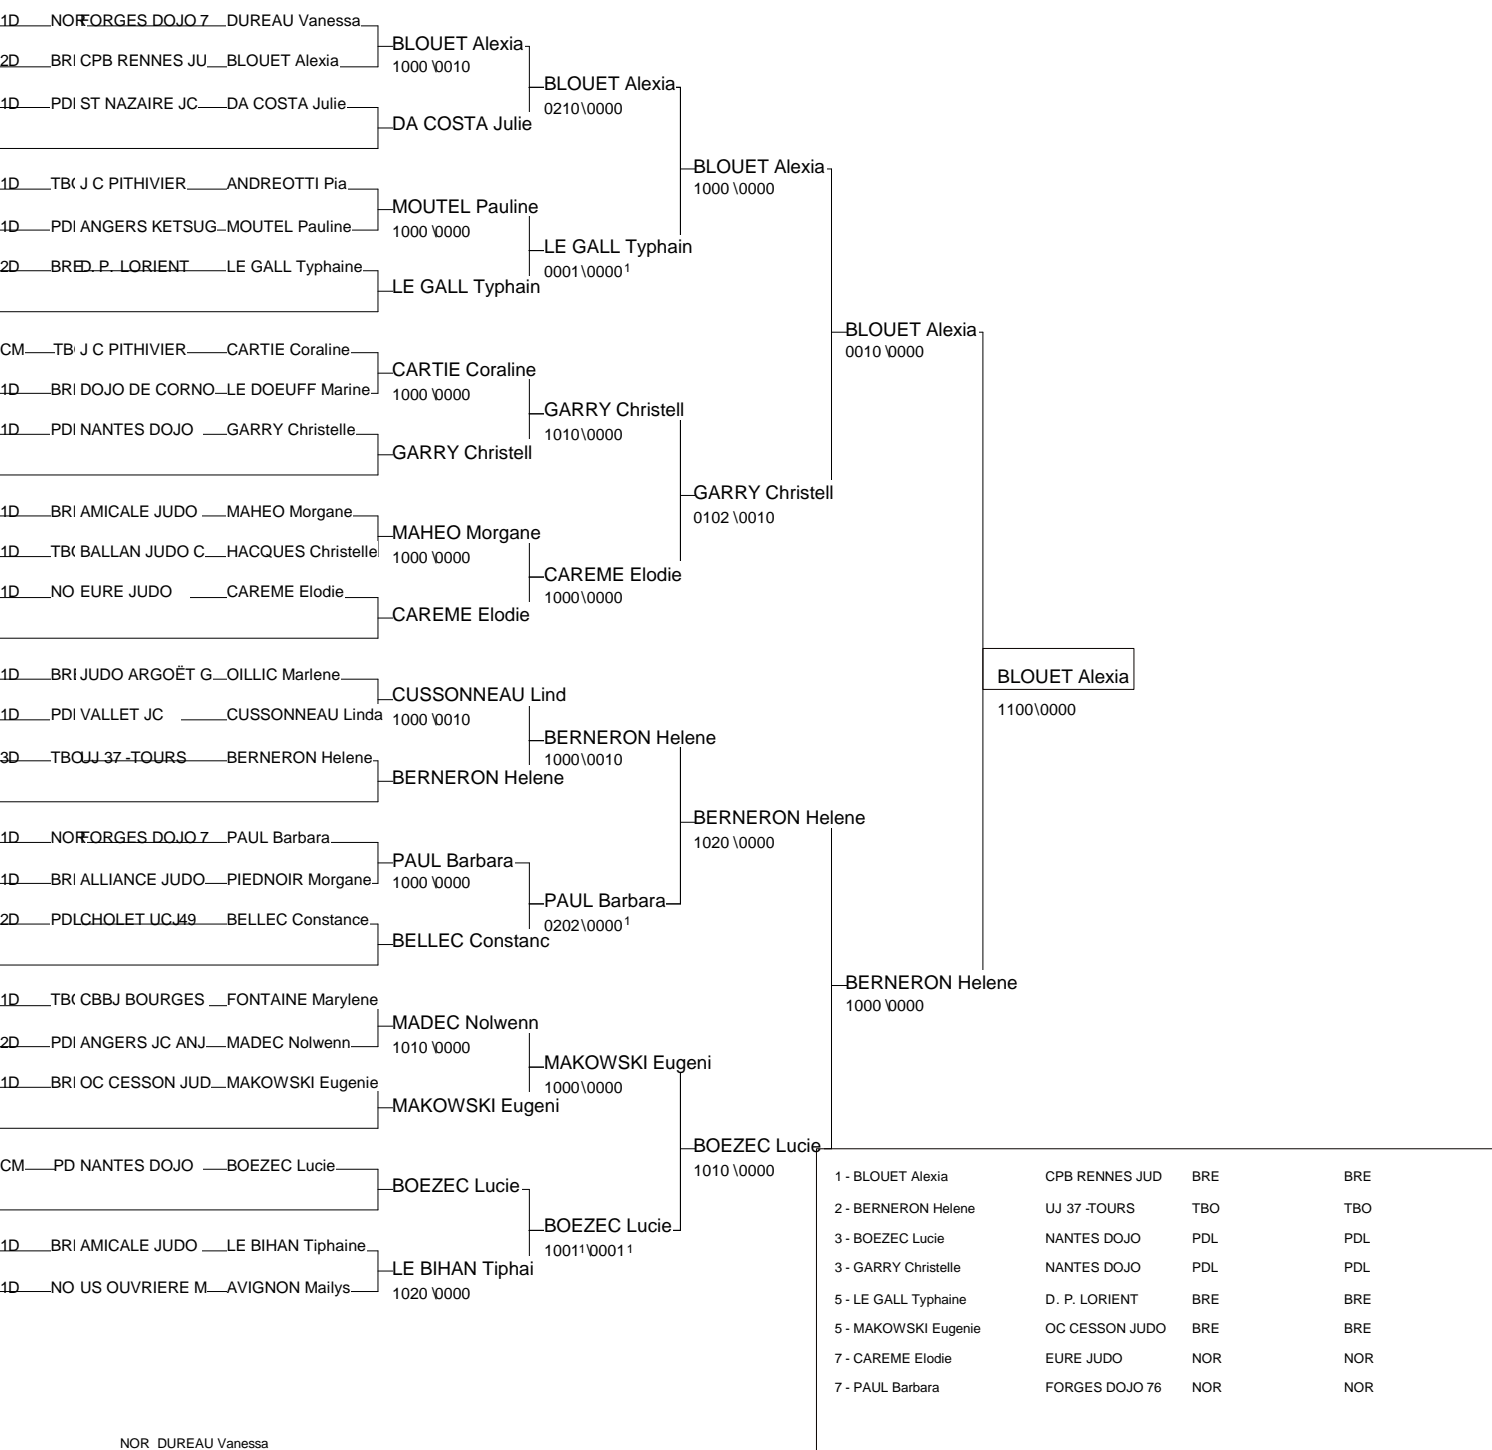 1D NOR FORGES DOJO 7 DUREAU Vanessa
2D BRI CPB RENNES JU BLOUET Alexia
1D PDI ST NAZAIRE JC DA COSTA Julie
1D TB( J C PITHIVIER ANDREOTTI Pia
1D PDI ANGERS KETSUG MOUTEL Pauline
2D BRE D. P. LORIENT LE GALL Typhaine
CM TB J C PITHIVIER CARTIE Coraline
1D BRI DOJO DE CORNO LE DOEUFF Marine
1D PDI NANTES DOJO GARRY Christelle
1D BRI AMICALE JUDO MAHEO Morgane
1D TB( BALLAN JUDO C HACQUES Christelle
1D NO EURE JUDO CAREME Elodie
1D BRI JUDO ARGOËT G OILLIC Marlene
1D PDI VALLET JC CUSSONNEAU Linda
3D TBO UJ 37 -TOURS BERNERON Helene
1D NOR FORGES DOJO 7 PAUL Barbara
1D BRI ALLIANCE JUDO PIEDNOIR Morgane
2D PDL CHOLET UCJ49 BELLEC Constance
1D TB( CBBJ BOURGES FONTAINE Marylene
2D PDI ANGERS JC ANJ MADEC Nolwenn
1D BRI OC CESSON JUD MAKOWSKI Eugenie
CM PD NANTES DOJO BOEZEC Lucie
1D BRI AMICALE JUDO LE BIHAN Tiphaine
1D NO US OUVRIERE M AVIGNON Mailys
BLOUET Alexia
1000 \0010
DA COSTA Julie
MOUTEL Pauline
1000 \0000
LE GALL Typhain
CARTIE Coraline
1000 \0000
GARRY Christell
MAHEO Morgane
1000 \0000
CAREME Elodie
CUSSONNEAU Lind
1000 \0010
BERNERON Helene
PAUL Barbara
1000 \0000
BELLEC Constanc
MADEC Nolwenn
1010 \0000
MAKOWSKI Eugeni
BOEZEC Lucie
LE BIHAN Tiphai
1020 \0000
BLOUET Alexia
0210\0000
LE GALL Typhain
0001\0000 1
GARRY Christell
1010\0000
CAREME Elodie
1000\0000
BERNERON Helene
1000\0010
PAUL Barbara
0202\0000 1
MAKOWSKI Eugeni
1000\0000
BOEZEC Lucie
1001 1\0001 1
BLOUET Alexia
1000 \0000
GARRY Christell
0102 \0010
BERNERON Helene
1020 \0000
BOEZEC Lucie
1010 \0000
BLOUET Alexia
0010 \0000
BERNERON Helene
1000 \0000
BLOUET Alexia
1100\0000
1 - BLOUET Alexia CPB RENNES JUD BRE BRE
2 - BERNERON Helene UJ 37 -TOURS TBO TBO
3 - BOEZEC Lucie NANTES DOJO PDL PDL
3 - GARRY Christelle NANTES DOJO PDL PDL
5 - LE GALL Typhaine D. P. LORIENT BRE BRE
5 - MAKOWSKI Eugenie OC CESSON JUDO BRE BRE
7 - CAREME Elodie EURE JUDO NOR NOR
7 - PAUL Barbara FORGES DOJO 76 NOR NOR
NOR DUREAU Vanessa